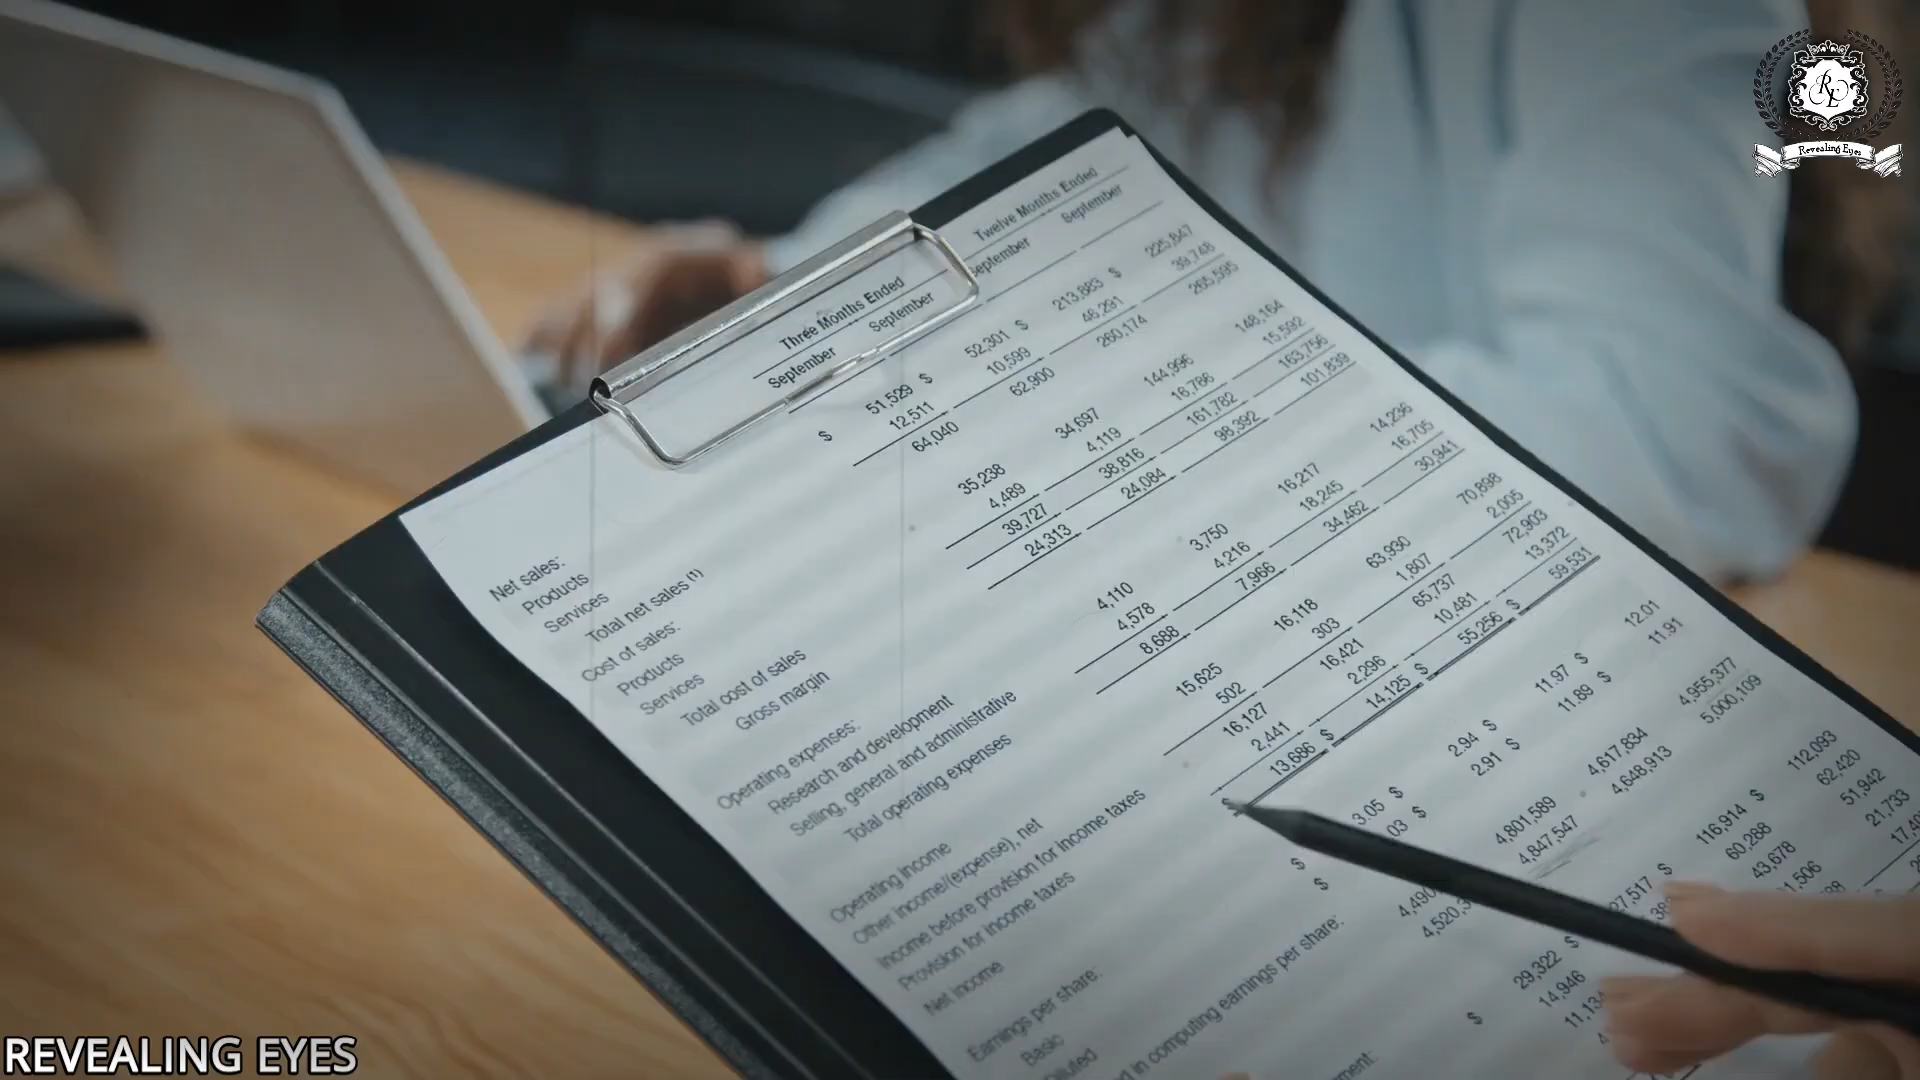 Revealing Eyes
Three Months Ended Twelve Months Ended
September September September September
Net sales:
Products $ 51,529 $ 52,301 $ 213,883 $ 225,847
Services 12,511 10,599 46,291 39,748
Total net sales (1) 64,040 62,900 260,174 265,595
Cost of sales:
Products 35,238 34,697 144,996 148,164
Services 4,489 4,119 16,786 15,592
Total cost of sales 39,727 38,816 161,782 163,756
Gross margin 24,313 24,084 98,392 101,839
Operating expenses:
Research and development 4,110 3,750 16,217 14,236
Selling, general and administrative 4,578 4,216 18,245 16,705
Total operating expenses 8,688 7,966 34,462 30,941
Operating income 15,625 16,118 63,930 70,898
Other income/(expense), net 502 303 1,807 2,005
Income before provision for income taxes 16,127 16,421 65,737 72,903
Provision for income taxes 2,441 2,296 10,481 13,372
Net income $ 13,686 $ 14,125 $ 55,256 $ 59,531
Earnings per share:
Basic $ 3.05 $ 2.94 $ 11.97 $ 12.01
Diluted $ $ 2.91 $ 11.89 $ 11.91
in computing earnings per share:
4,801,589 4,617,834 4,955,377
4,847,547 4,648,913 5,000,109
$ 29,322 $ 27,517 $ 116,914 $ 112,093
14,946 60,288 62,420
43,678 51,942
21,733
REVEALING EYES